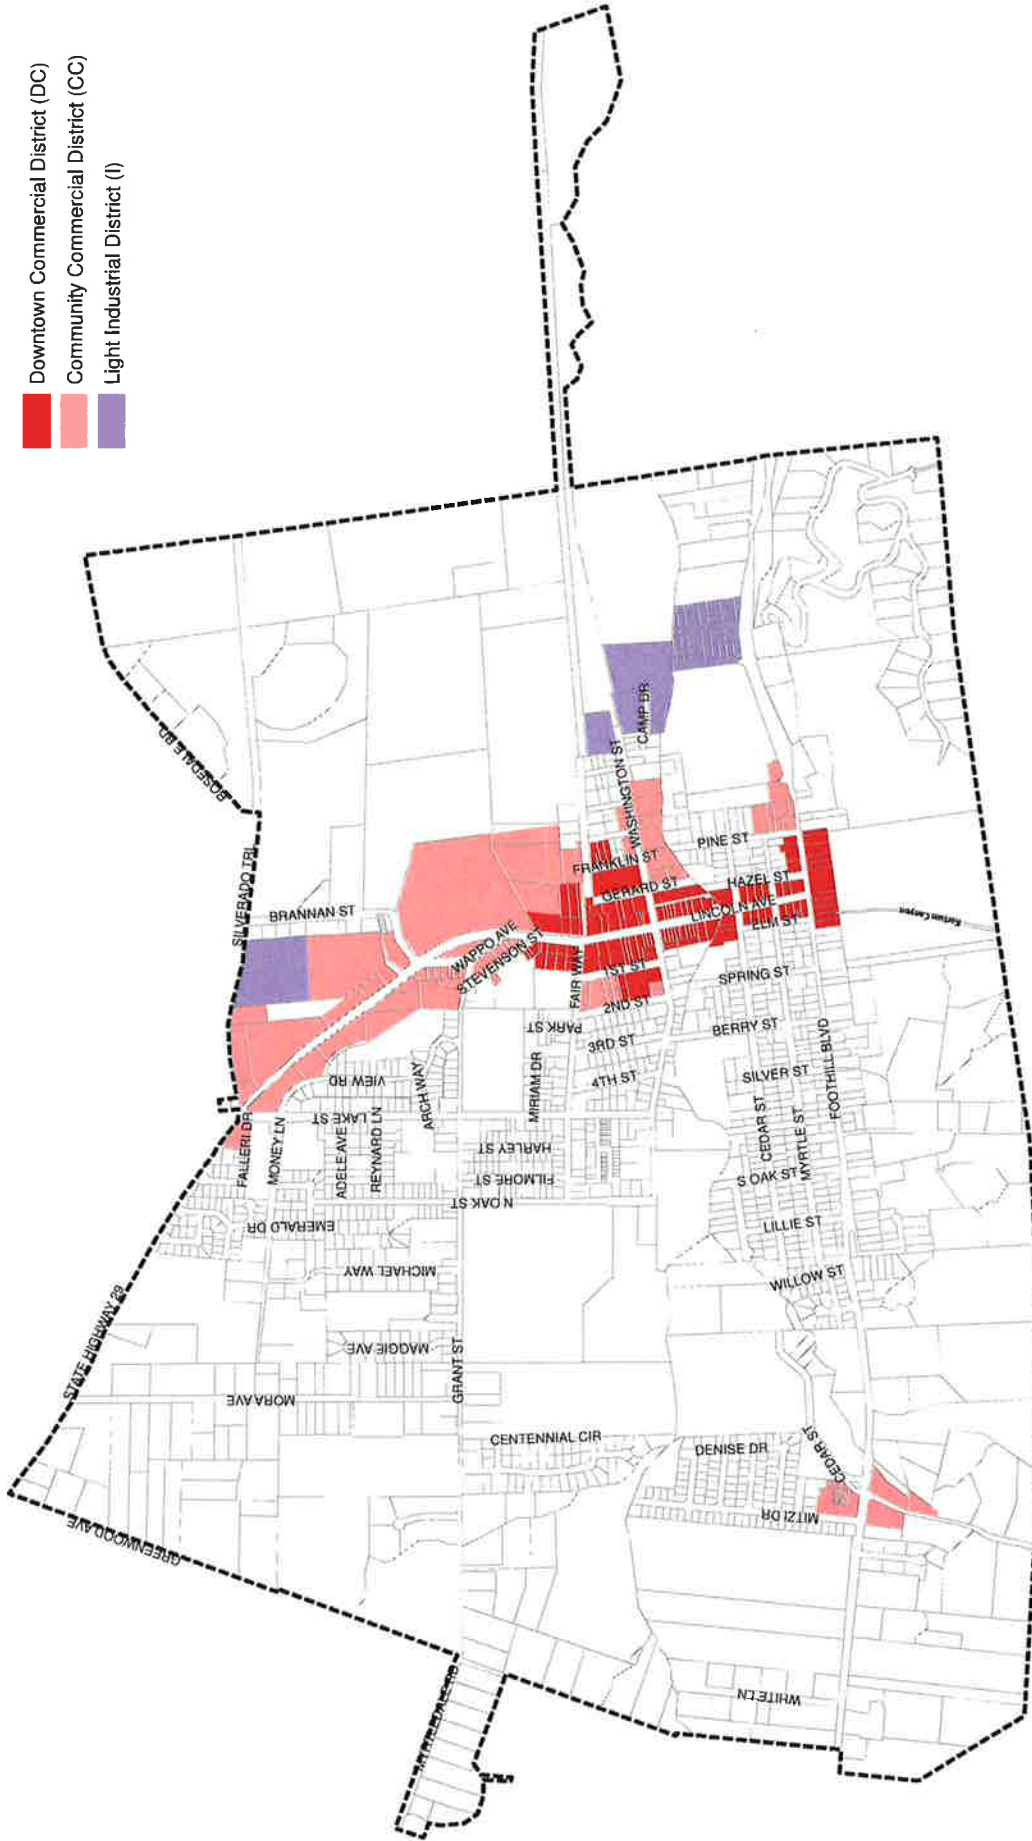 Downtown Commercial District (DC)
Community Commercial District (CC)
Light Industrial District (I)
ROSEDALE RD
SILVERADO TRL
BRANNAN ST
WAPPO AVE
STEVENSON ST
FALLERI DR
MONEY LN
VIEW RD
LAKE ST
ADELE AVE
REYNARD LN
ARCH WAY
EMERALD DR
MICHAEL WAY
MAGGIE AVE
MORA AVE
STATE HIGHWAY 29
GREENWOOD AVE
GRANT ST
N OAK ST
FILMORE ST
HARLEY ST
MIRIAM DR
PARK ST
FAIR WAY
WASHINGTON ST
CAMP DR
FRANKLIN ST
GERARD ST
PINE ST
HAZEL ST
LINCOLN AVE
ELM ST
1ST ST
2ND ST
3RD ST
4TH ST
SPRING ST
BERRY ST
SILVER ST
CEDAR ST
MYRTLE ST
FOOTHILL BLVD
S OAK ST
LILLIE ST
WILLOW ST
CENTENNIAL CIR
DENISE DR
CEDAR ST
MITZI DR
WHITE LN